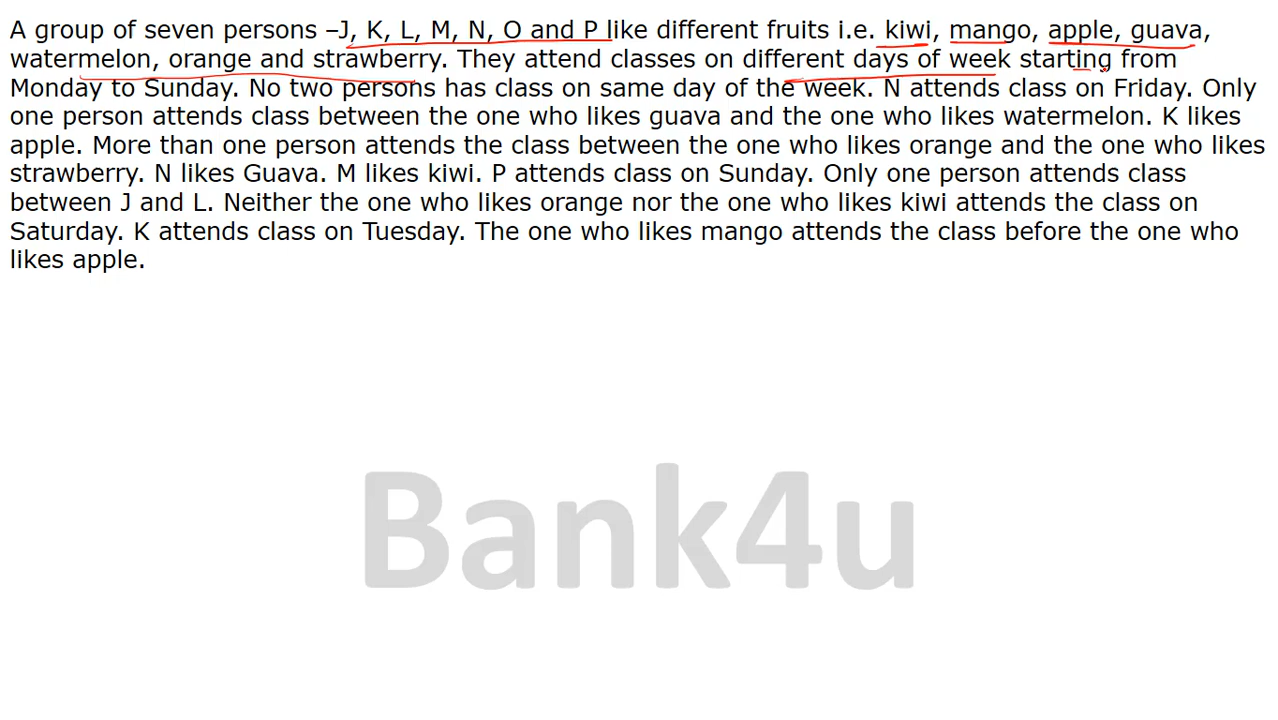 A group of seven persons –J, K, L, M, N, O and P like different fruits i.e. kiwi, mango, apple, guava,
watermelon, orange and strawberry. They attend classes on different days of week starting from
Monday to Sunday. No two persons has class on same day of the week. N attends class on Friday. Only
one person attends class between the one who likes guava and the one who likes watermelon. K likes
apple. More than one person attends the class between the one who likes orange and the one who likes
strawberry. N likes Guava. M likes kiwi. P attends class on Sunday. Only one person attends class
between J and L. Neither the one who likes orange nor the one who likes kiwi attends the class on
Saturday. K attends class on Tuesday. The one who likes mango attends the class before the one who
likes apple.
Bank4u